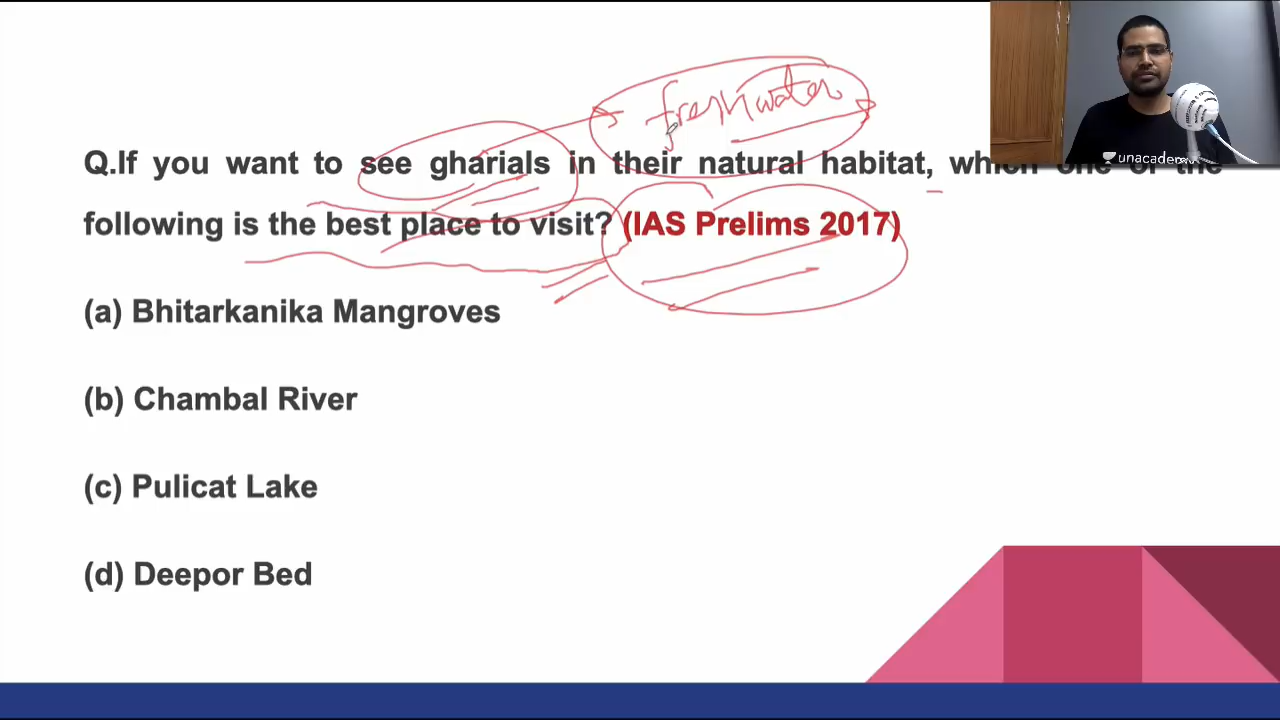 freshwater
unacademy
Q.If you want to see gharials in their natural habitat, which one of the
following is the best place to visit? (IAS Prelims 2017)
(a) Bhitarkanika Mangroves
(b) Chambal River
(c) Pulicat Lake
(d) Deepor Bed